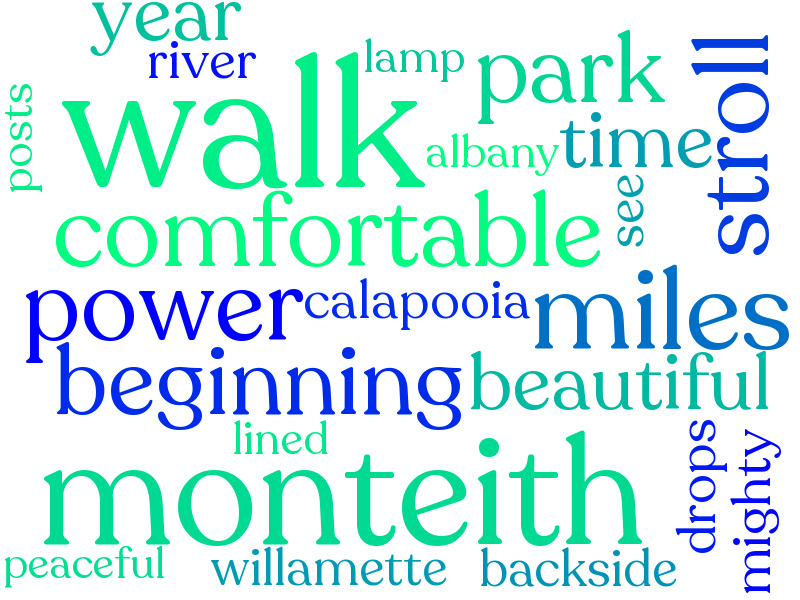 year
river
lamp
park
stroll
posts
walk
albany
time
see
comfortable
power
calapooia
miles
beginning
beautiful
lined
monteith
drops
mighty
peaceful
willamette
backside